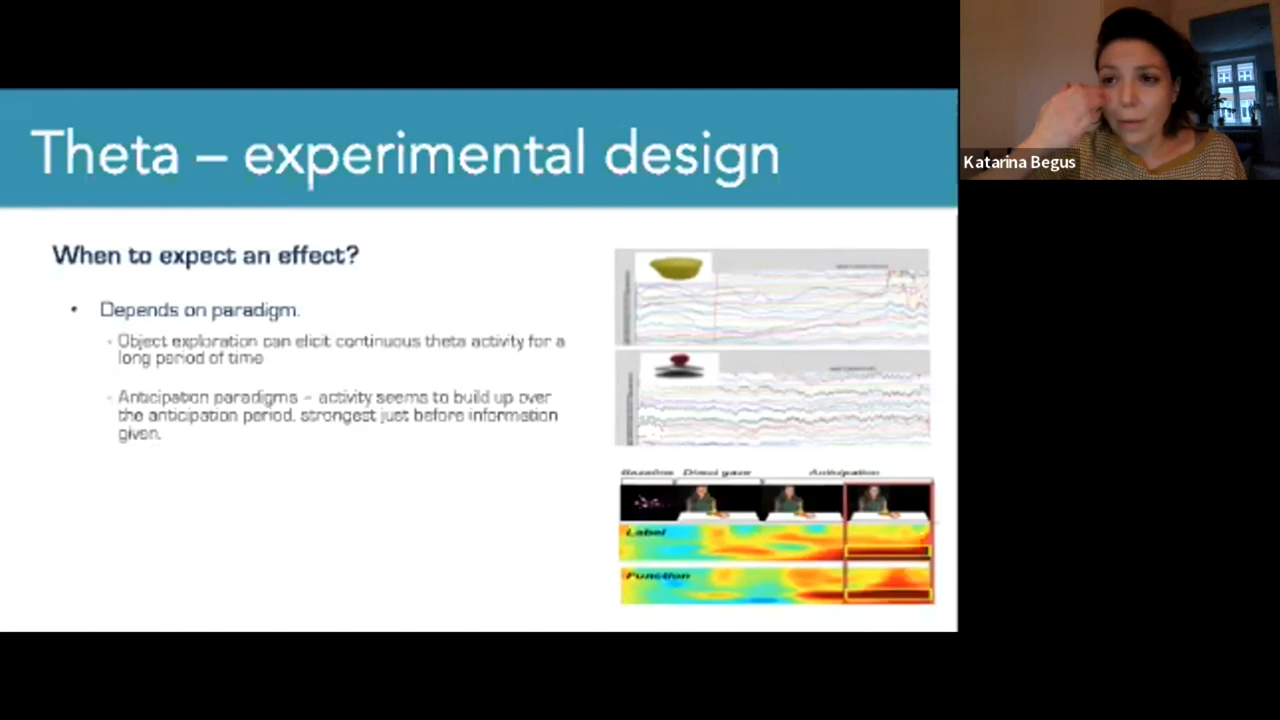 Theta – experimental design
Katarina Begus
When to expect an effect?
• Depends on paradigm.
- Object exploration can elicit continuous theta activity for a
long period of time
- Anticipation paradigms – activity seems to build up over
the anticipation period, strongest just before information
given.
Baseline Direct gaze Anticipation
Label
Function